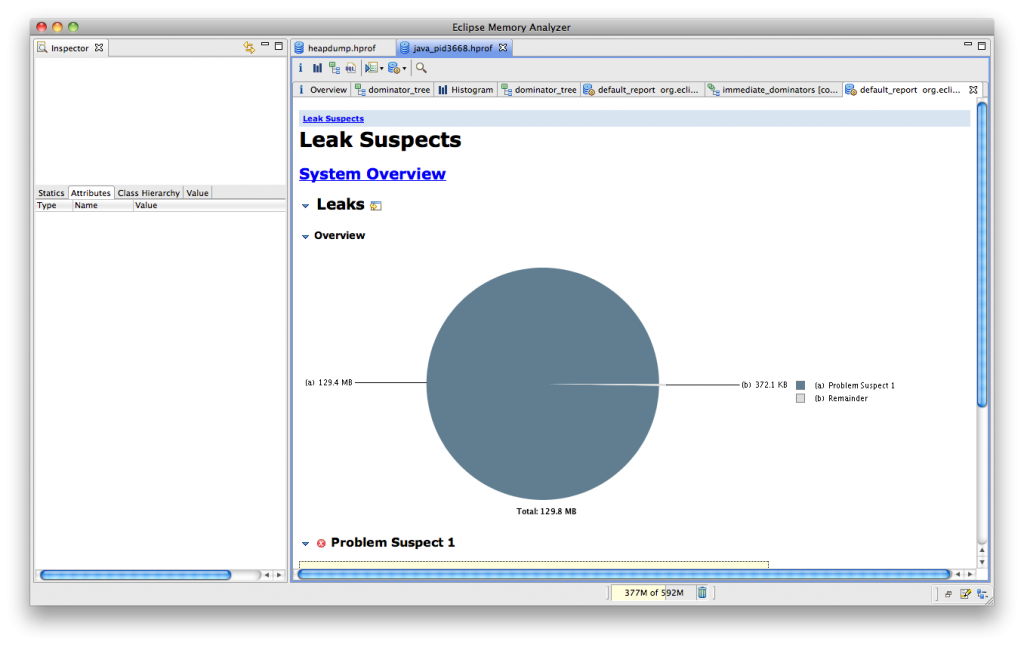 Eclipse Memory Analyzer
Inspector
heapdump.hprof
java_pid3668.hprof
i Overview dominator_tree Histogram dominator_tree default_report org.ecli... immediate_dominators [co... default_report org.ecli...
Leak Suspects
Leak Suspects
System Overview
Leaks
Overview
Statics Attributes Class Hierarchy Value
Type Name Value
(a) 129.4 MB
(b) 372.1 KB
(a) Problem Suspect 1
(b) Remainder
Total: 129.8 MB
Problem Suspect 1
377M of 592M